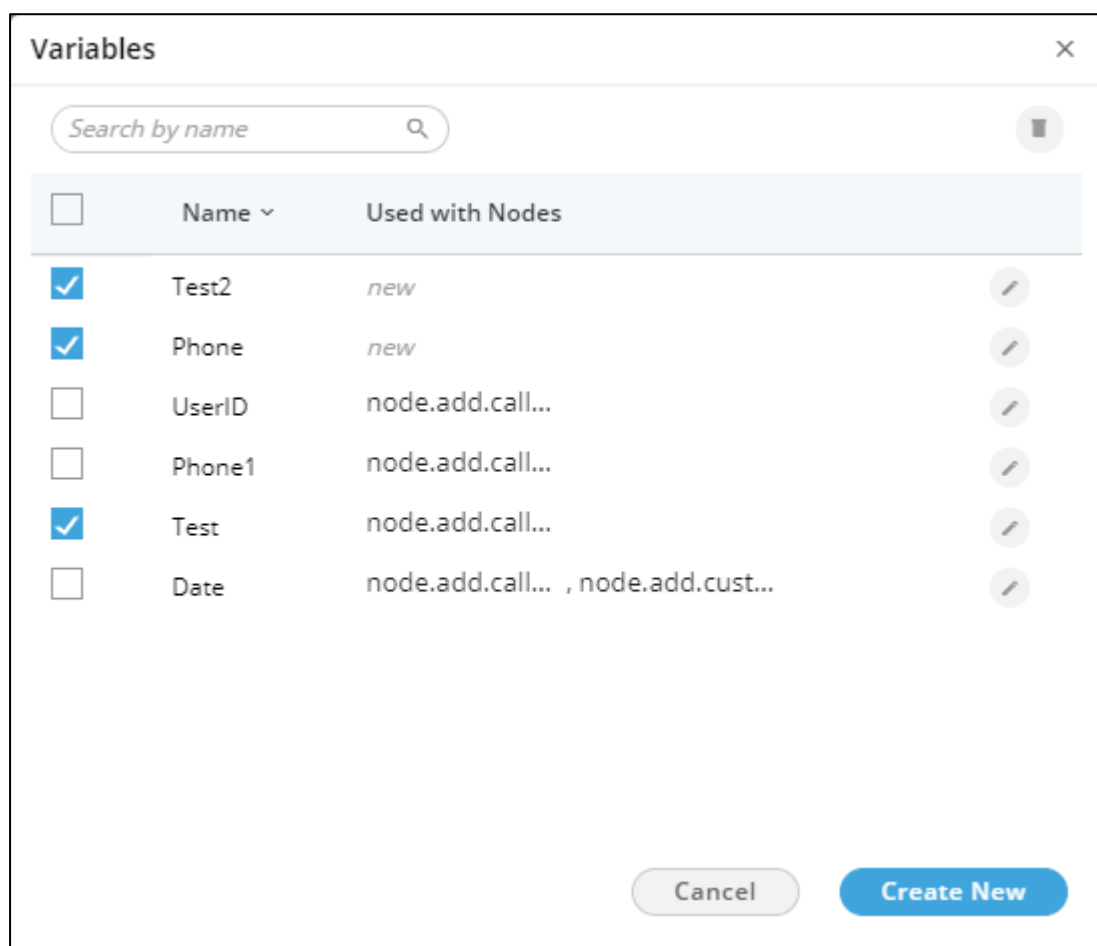 Variables
Search by name
Name Used with Nodes
Test2 new
Phone new
UserID node.add.call...
Phone1 node.add.call...
Test node.add.call...
Date node.add.call... , node.add.cust...
Cancel Create New